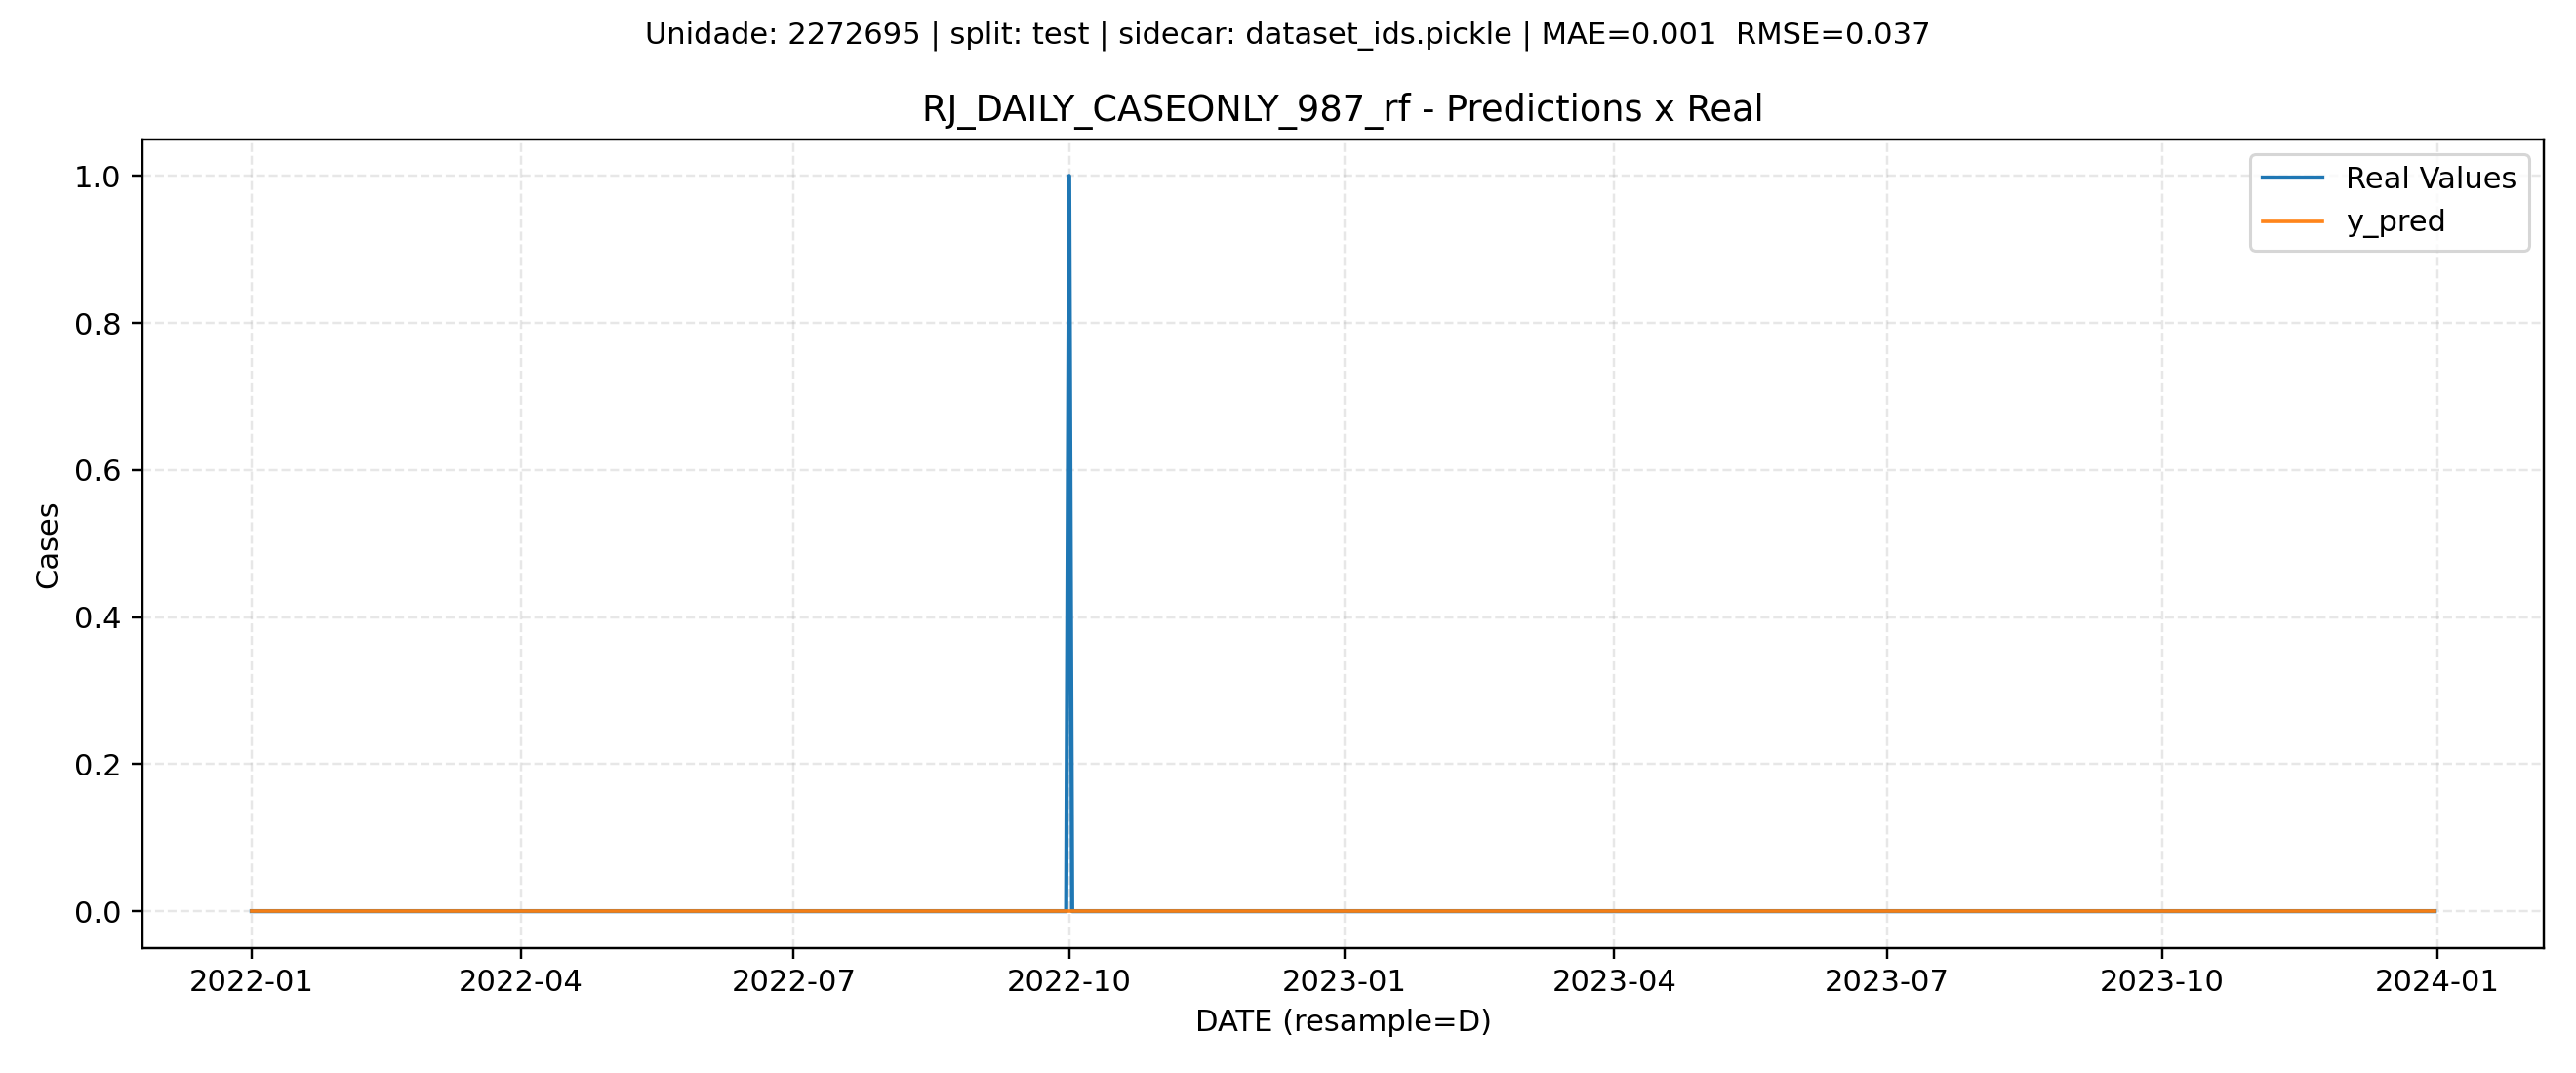 Unidade: 2272695 | split: test | sidecar: dataset_ids.pickle | MAE=0.001  RMSE=0.037
RJ_DAILY_CASEONLY_987_rf - Predictions x Real
Real Values
y_pred
1.0
0.8
0.6
0.4
0.2
0.0
Cases
2022-01 2022-04 2022-07 2022-10 2023-01 2023-04 2023-07 2023-10 2024-01
DATE (resample=D)